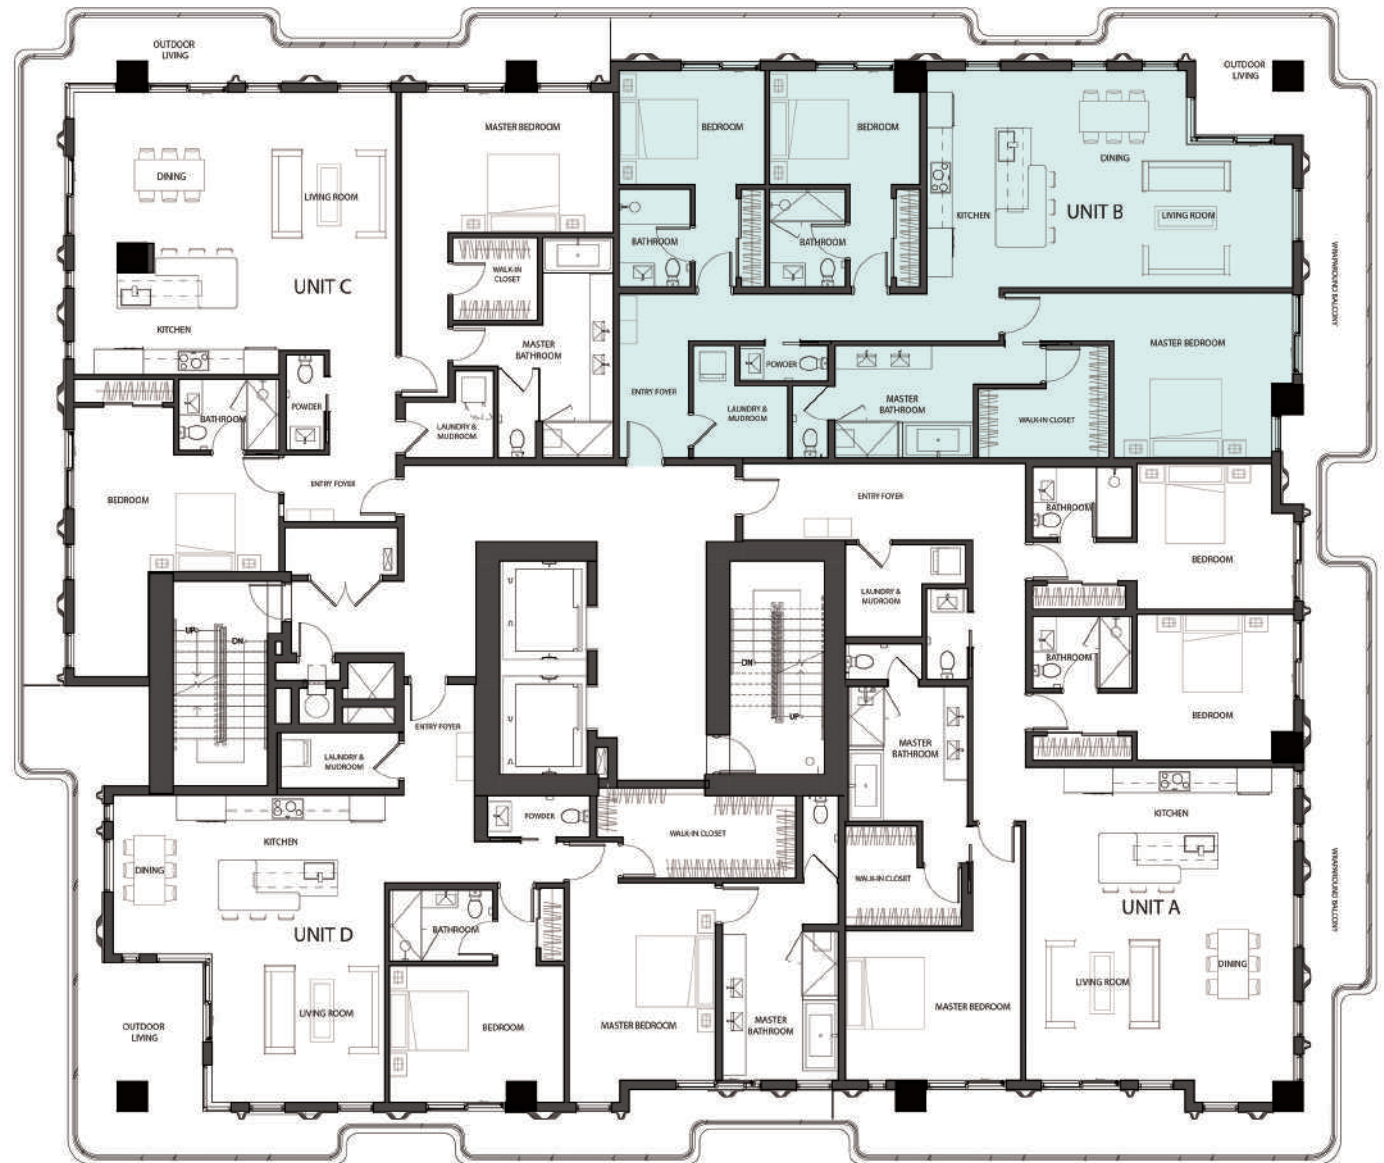 OUTDOOR
LIVING
MASTER BEDROOM
DINING
LIVING ROOM
WALK-IN
CLOSET
UNIT C
KITCHEN
MASTER
BATHROOM
POWDER
BATHROOM
LAUNDRY &
MUDROOM
ENTRY FOYER
BEDROOM
BEDROOM
BEDROOM
OUTDOOR
LIVING
DINING
KITCHEN
UNIT B
LIVING ROOM
BATHROOM
BATHROOM
WRAPAROUND BALCONY
MASTER BEDROOM
POWDER
ENTRY FOYER
MASTER
BATHROOM
LAUNDRY &
MUDROOM
WALK-IN CLOSET
ENTRY FOYER
BATHROOM
BEDROOM
LAUNDRY &
MUDROOM
UP
DN
DN
UP
BATHROOM
BEDROOM
ENTRY FOYER
MASTER
BATHROOM
LAUNDRY &
MUDROOM
KITCHEN
POWDER
WALK-IN CLOSET
KITCHEN
DINING
WALK-IN CLOSET
UNIT A
WRAPAROUND BALCONY
UNIT D
BATHROOM
DINING
LIVING ROOM
MASTER BEDROOM
LIVING ROOM
OUTDOOR
LIVING
BEDROOM
MASTER BEDROOM
MASTER
BATHROOM